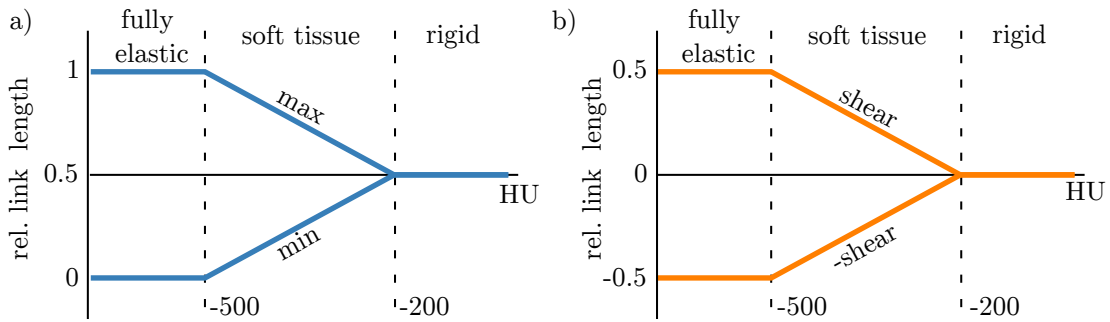 a)
fully
elastic
soft tissue
rigid
rel. link length
1
0.5
0
max
min
HU
-500
-200
b)
fully
elastic
soft tissue
rigid
rel. link length
0.5
0
-0.5
shear
-shear
HU
-500
-200